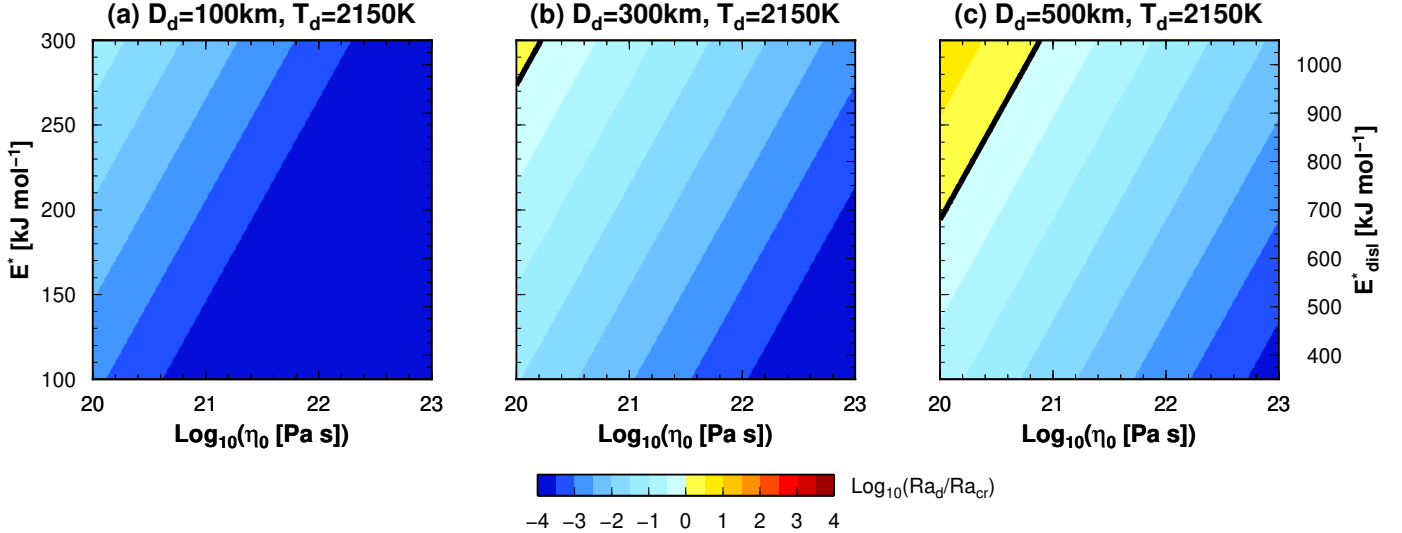 (a) D_d=100km, T_d=2150K
(b) D_d=300km, T_d=2150K
(c) D_d=500km, T_d=2150K
E* [kJ mol⁻¹]
300
250
200
150
100
20 21 22 23
Log₁₀(η₀ [Pa s])
20 21 22 23
Log₁₀(η₀ [Pa s])
20 21 22 23
Log₁₀(η₀ [Pa s])
1000
900
800
700
600
500
400
E*_disl [kJ mol⁻¹]
−4 −3 −2 −1 0 1 2 3 4
Log₁₀(Ra_d/Ra_cr)